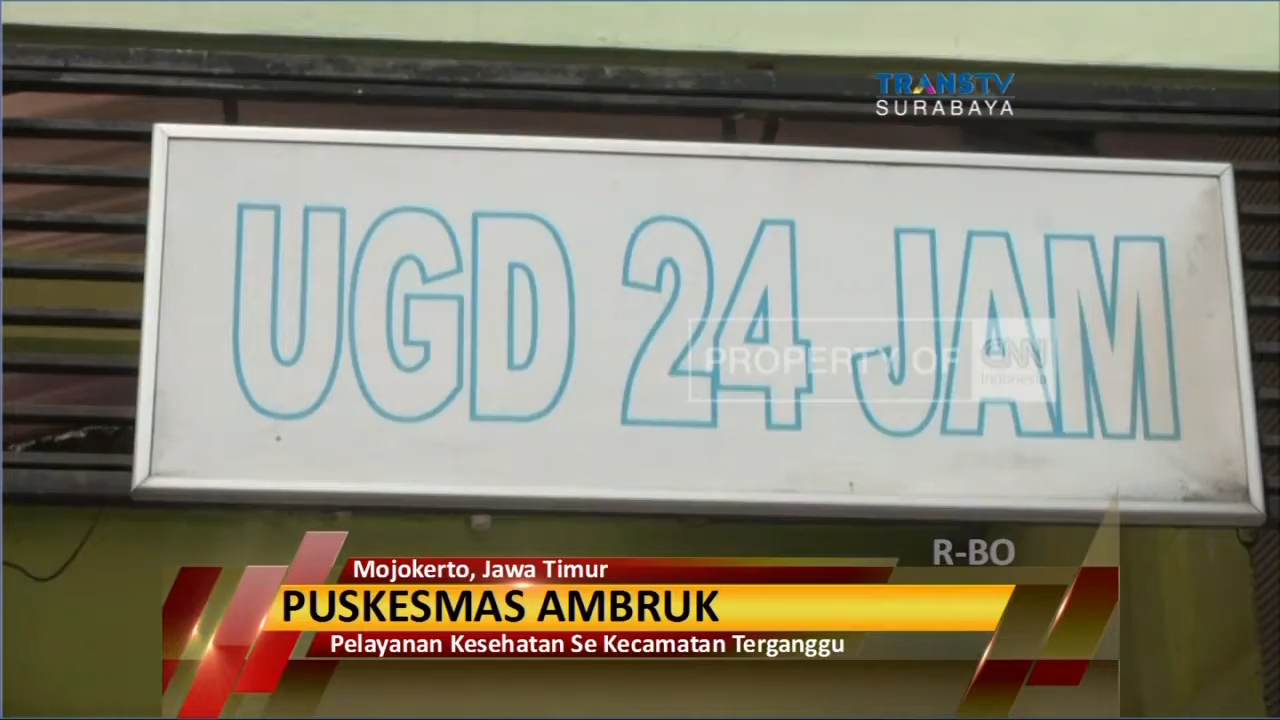 TRANSTV
SURABAYA
UGD 24 JAM
PROPERTY OF CNN Indonesia
R-BO
Mojokerto, Jawa Timur
PUSKESMAS AMBRUK
Pelayanan Kesehatan Se Kecamatan Terganggu